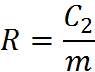 R = C₂/m